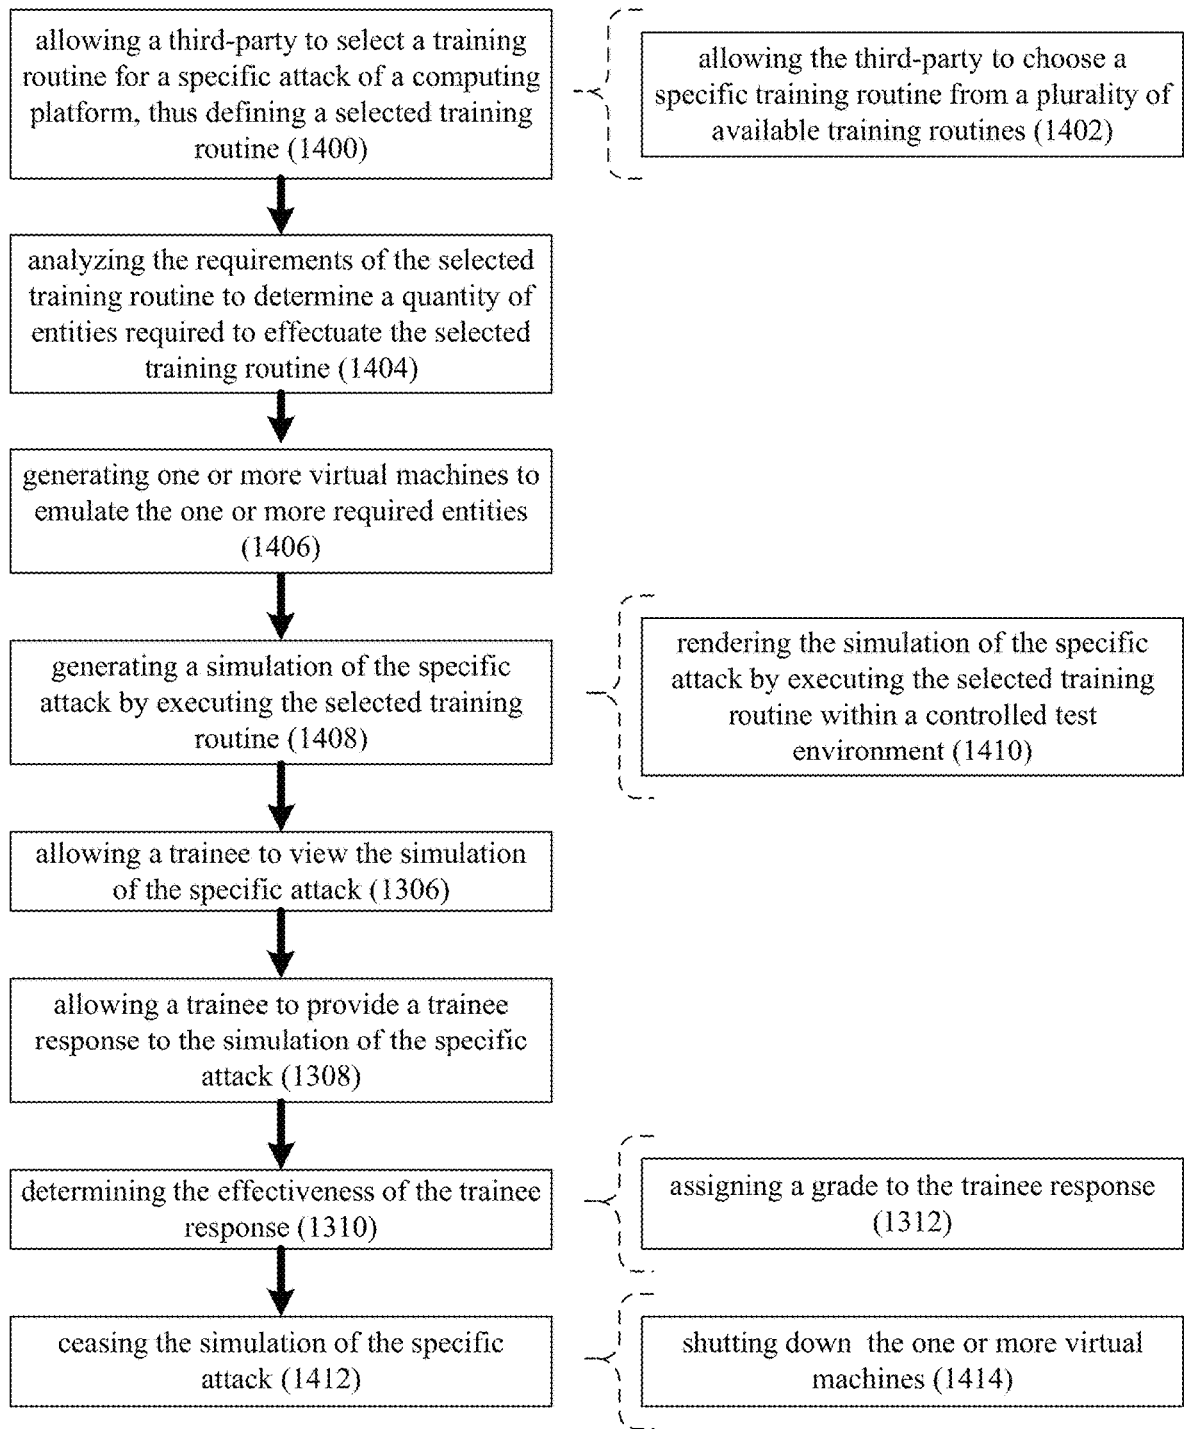 allowing a third-party to select a training
routine for a specific attack of a computing
platform, thus defining a selected training
routine (1400)
allowing the third-party to choose a
specific training routine from a plurality of
available training routines (1402)
analyzing the requirements of the selected
training routine to determine a quantity of
entities required to effectuate the selected
training routine (1404)
generating one or more virtual machines to
emulate the one or more required entities
(1406)
generating a simulation of the specific
attack by executing the selected training
routine (1408)
rendering the simulation of the specific
attack by executing the selected training
routine within a controlled test
environment (1410)
allowing a trainee to view the simulation
of the specific attack (1306)
allowing a trainee to provide a trainee
response to the simulation of the specific
attack (1308)
determining the effectiveness of the trainee
response (1310)
assigning a grade to the trainee response
(1312)
ceasing the simulation of the specific
attack (1412)
shutting down the one or more virtual
machines (1414)